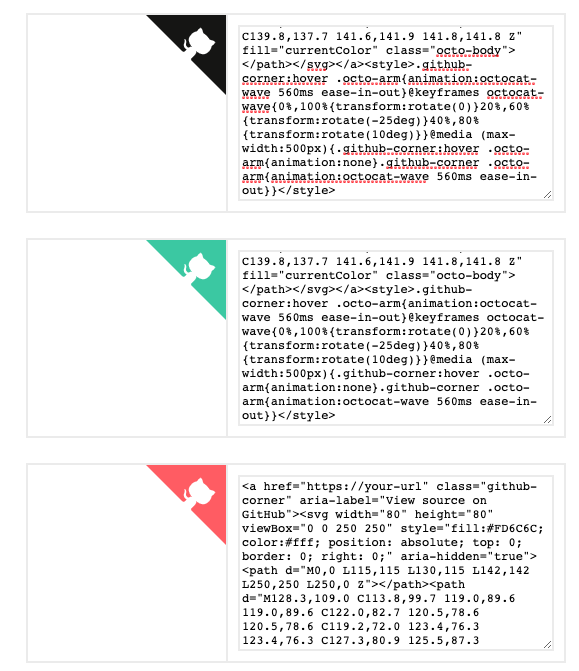 C139.8,137.7 141.6,141.9 141.8,141.8 Z"
fill="currentColor" class="octo-body">
</path></svg></a><style>.github-
corner:hover .octo-arm{animation:octocat-
wave 560ms ease-in-out}@keyframes octocat-
wave{0%,100%{transform:rotate(0)}20%,60%
{transform:rotate(-25deg)}40%,80%
{transform:rotate(10deg)}}@media (max-
width:500px){.github-corner:hover .octo-
arm{animation:none}.github-corner .octo-
arm{animation:octocat-wave 560ms ease-in-
out}}</style>
C139.8,137.7 141.6,141.9 141.8,141.8 Z"
fill="currentColor" class="octo-body">
</path></svg></a><style>.github-
corner:hover .octo-arm{animation:octocat-
wave 560ms ease-in-out}@keyframes octocat-
wave{0%,100%{transform:rotate(0)}20%,60%
{transform:rotate(-25deg)}40%,80%
{transform:rotate(10deg)}}@media (max-
width:500px){.github-corner:hover .octo-
arm{animation:none}.github-corner .octo-
arm{animation:octocat-wave 560ms ease-in-
out}}</style>
<a href="https://your-url" class="github-
corner" aria-label="View source on
GitHub"><svg width="80" height="80"
viewBox="0 0 250 250" style="fill:#FD6C6C;
color:#fff; position: absolute; top: 0;
border: 0; right: 0;" aria-hidden="true">
<path d="M0,0 L115,115 L130,115 L142,142
L250,250 L250,0 Z"></path><path
d="M128.3,109.0 C113.8,99.7 119.0,89.6
119.0,89.6 C122.0,82.7 120.5,78.6
120.5,78.6 C119.2,72.0 123.4,76.3
123.4,76.3 C127.3,80.9 125.5,87.3